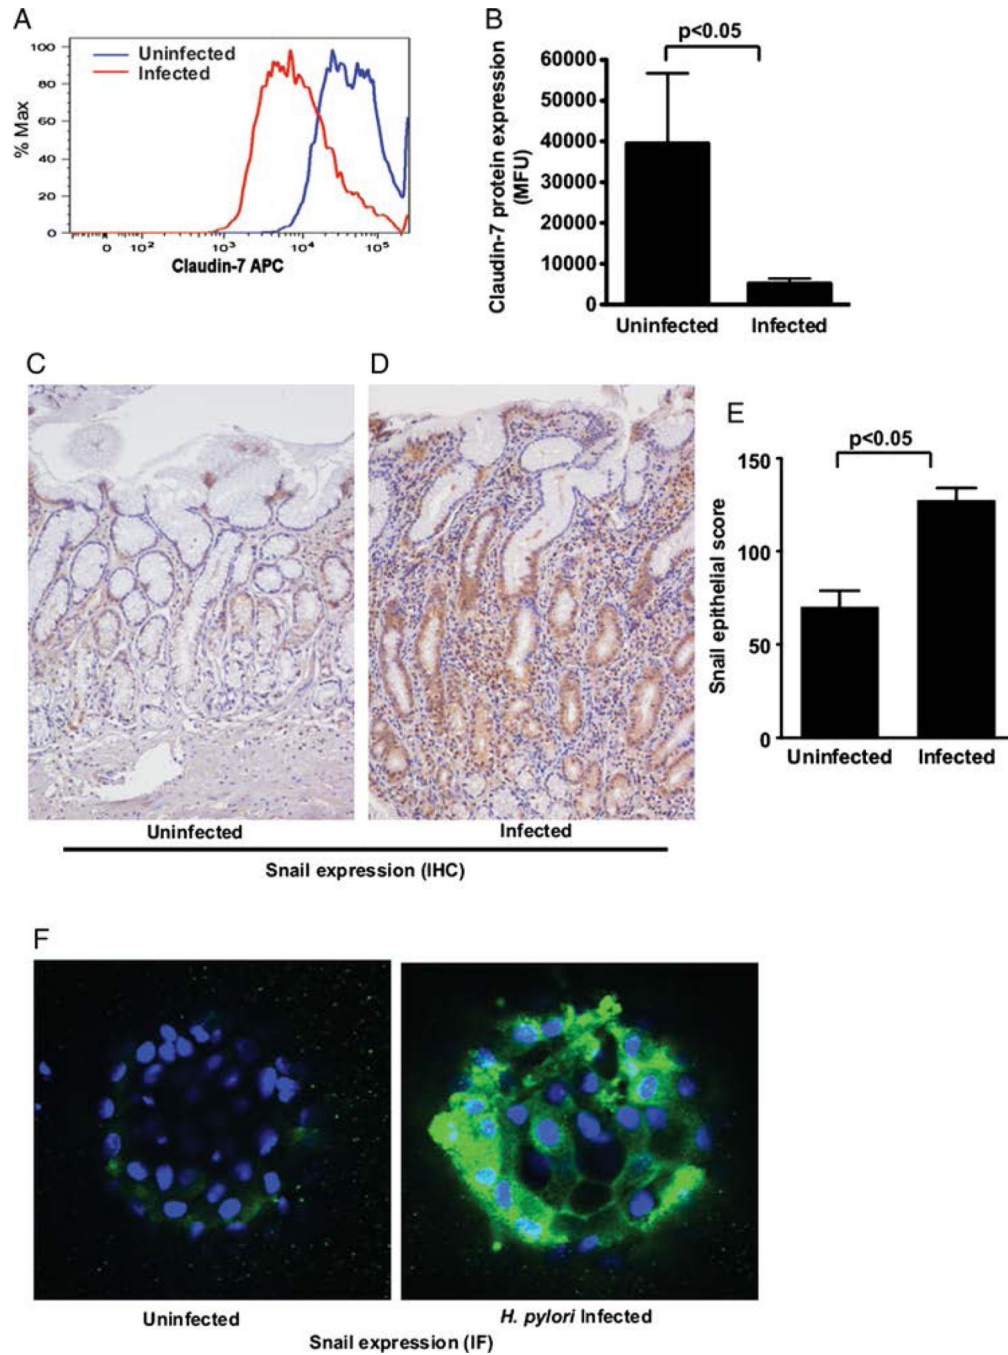 A
Uninfected
Infected
% Max
100
80
60
40
20
0
0 10² 10³ 10⁴ 10⁵
Claudin-7 APC
B
p<0.05
Claudin-7 protein expression
(MFU)
60000
50000
40000
30000
20000
10000
0
Uninfected Infected
C
D
Uninfected
Infected
Snail expression (IHC)
E
p<0.05
Snail epithelial score
150
100
50
0
Uninfected Infected
F
Uninfected
H. pylori Infected
Snail expression (IF)